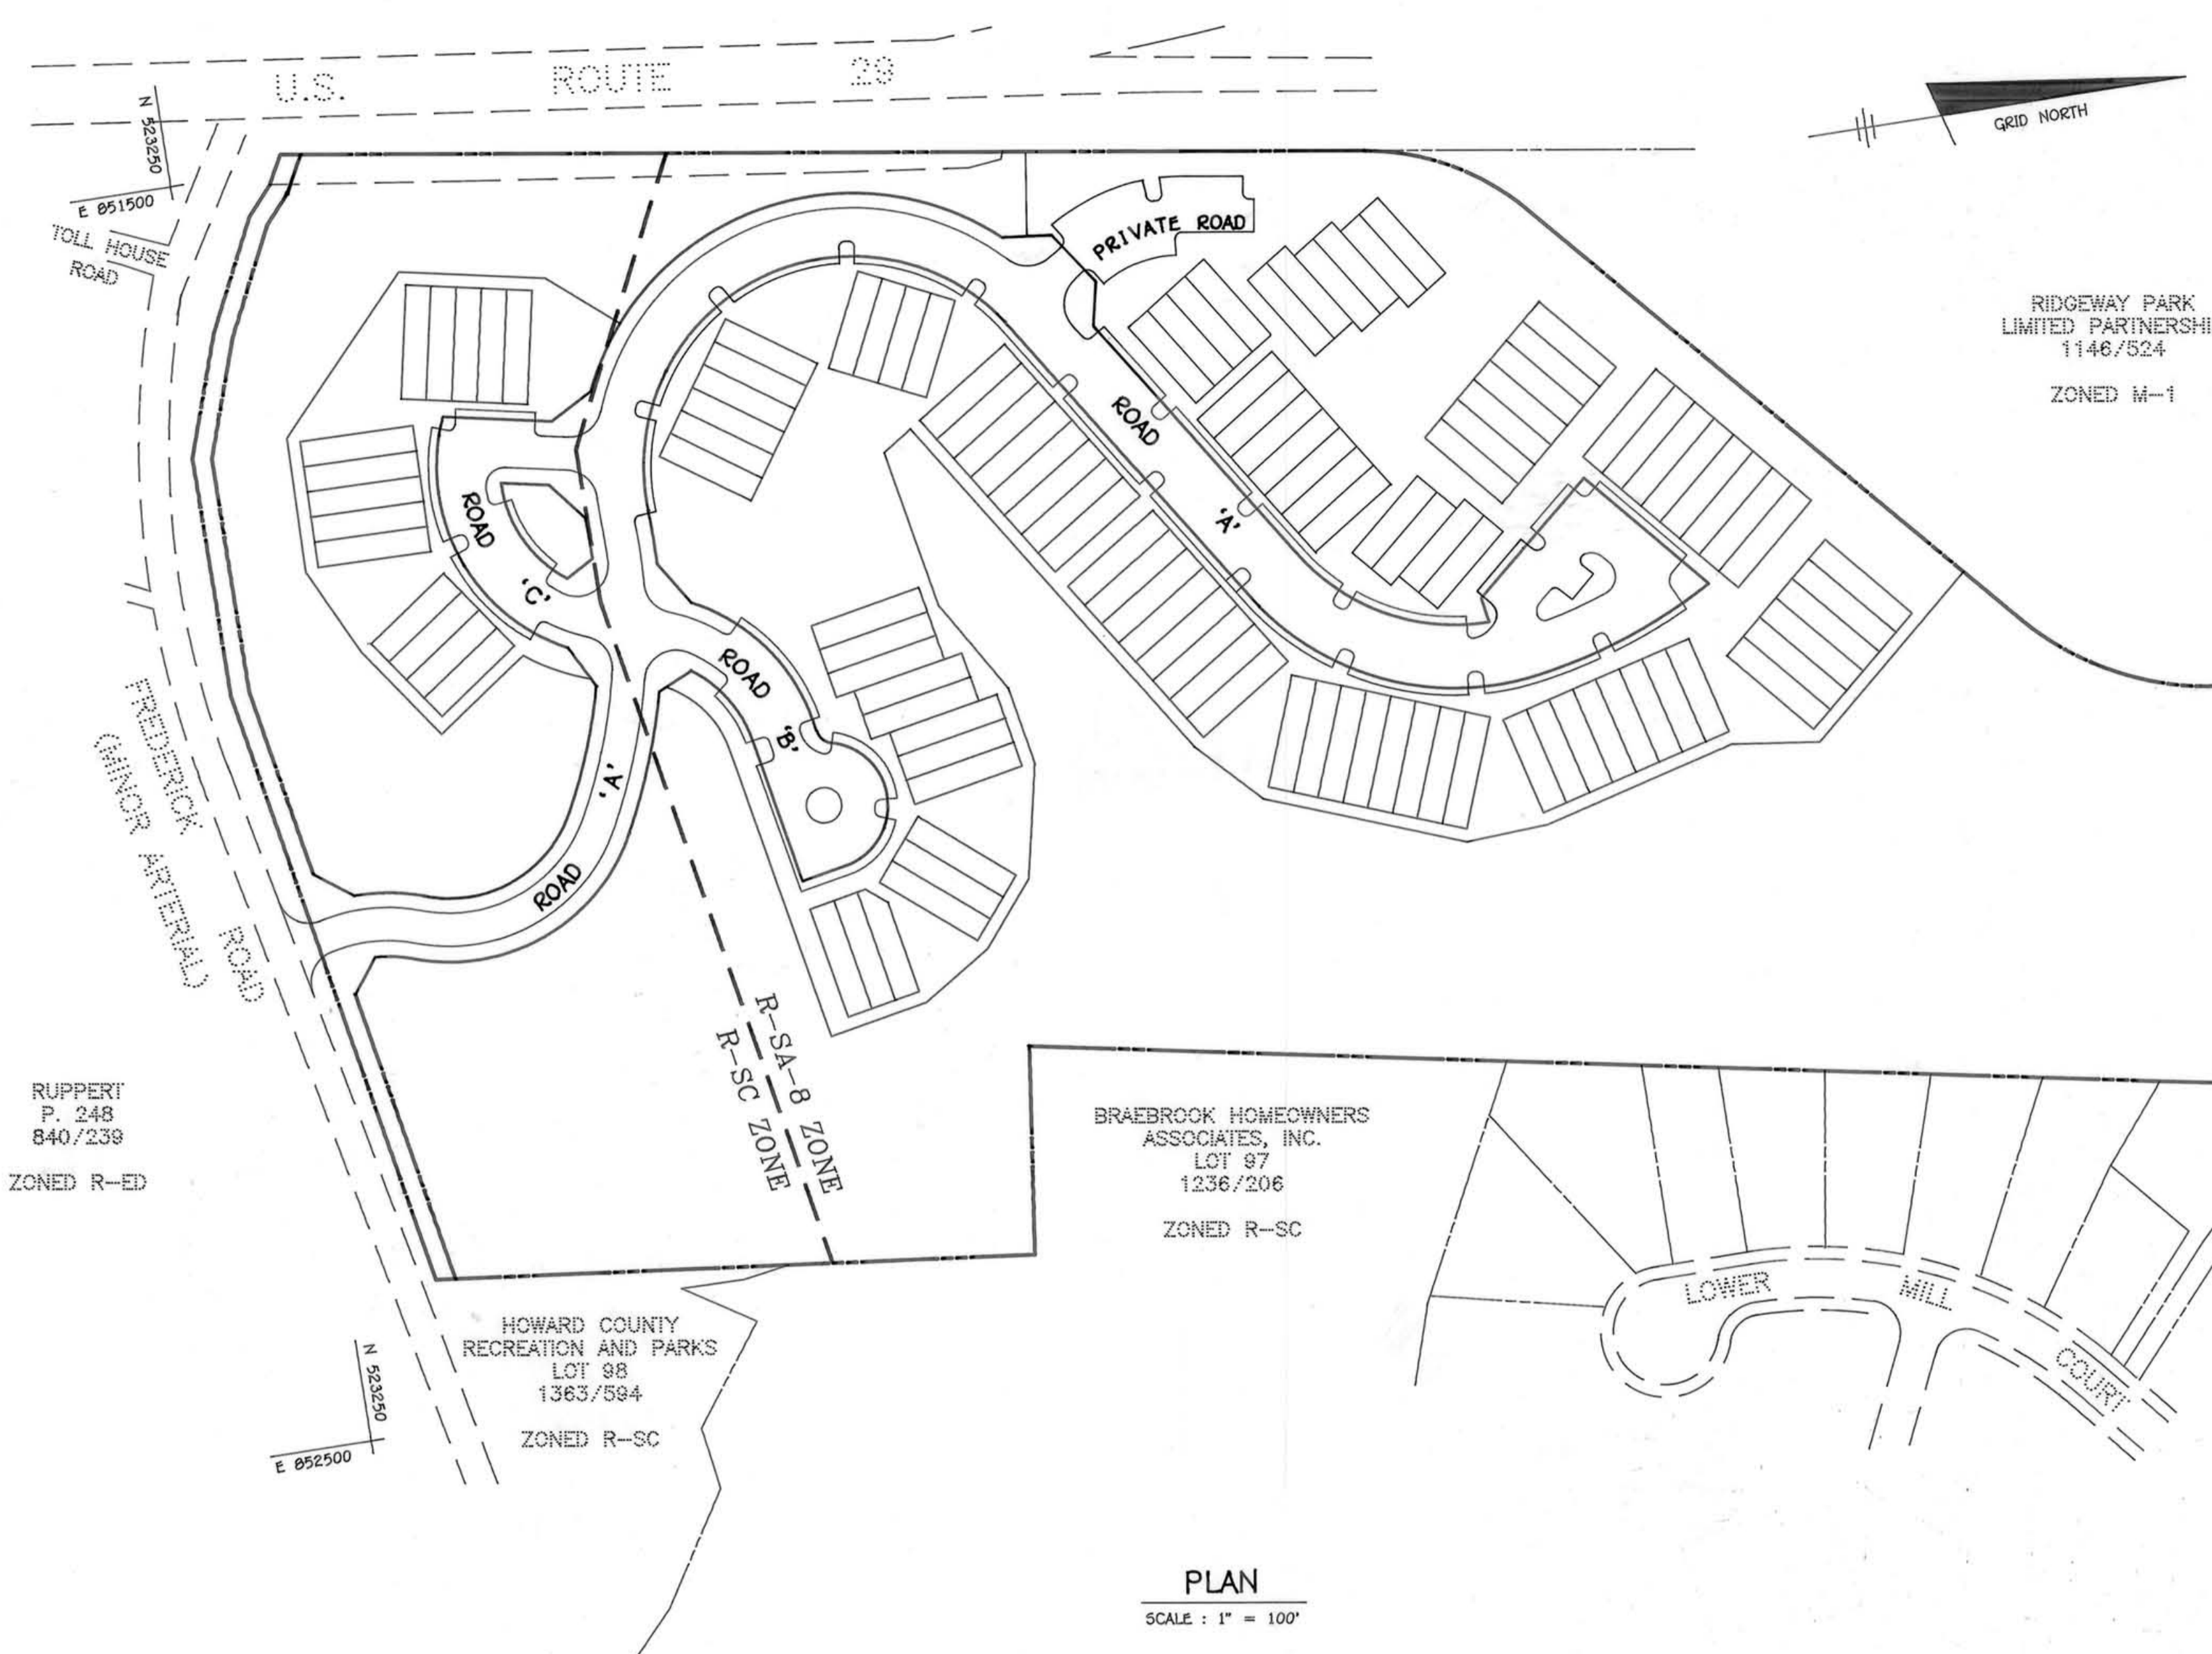 U.S. ROUTE 29
N 523250
E 851500
TOLL HOUSE
ROAD
GRID NORTH
PRIVATE ROAD
RIDGEWAY PARK
LIMITED PARTNERSHI
1146/524
ZONED M-1
ROAD 'A'
ROAD 'C'
ROAD 'B'
ROAD 'A'
FREDERICK ROAD
(MINOR ARTERIAL)
R-SA-8 ZONE
R-SC ZONE
RUPPERT
P. 248
840/239
ZONED R-ED
BRAEBROOK HOMEOWNERS
ASSOCIATES, INC.
LOT 97
1236/206
ZONED R-SC
LOWER MILL COURT
HOWARD COUNTY
RECREATION AND PARKS
LOT 98
1363/594
ZONED R-SC
N 523250
E 852500
PLAN
SCALE : 1" = 100'